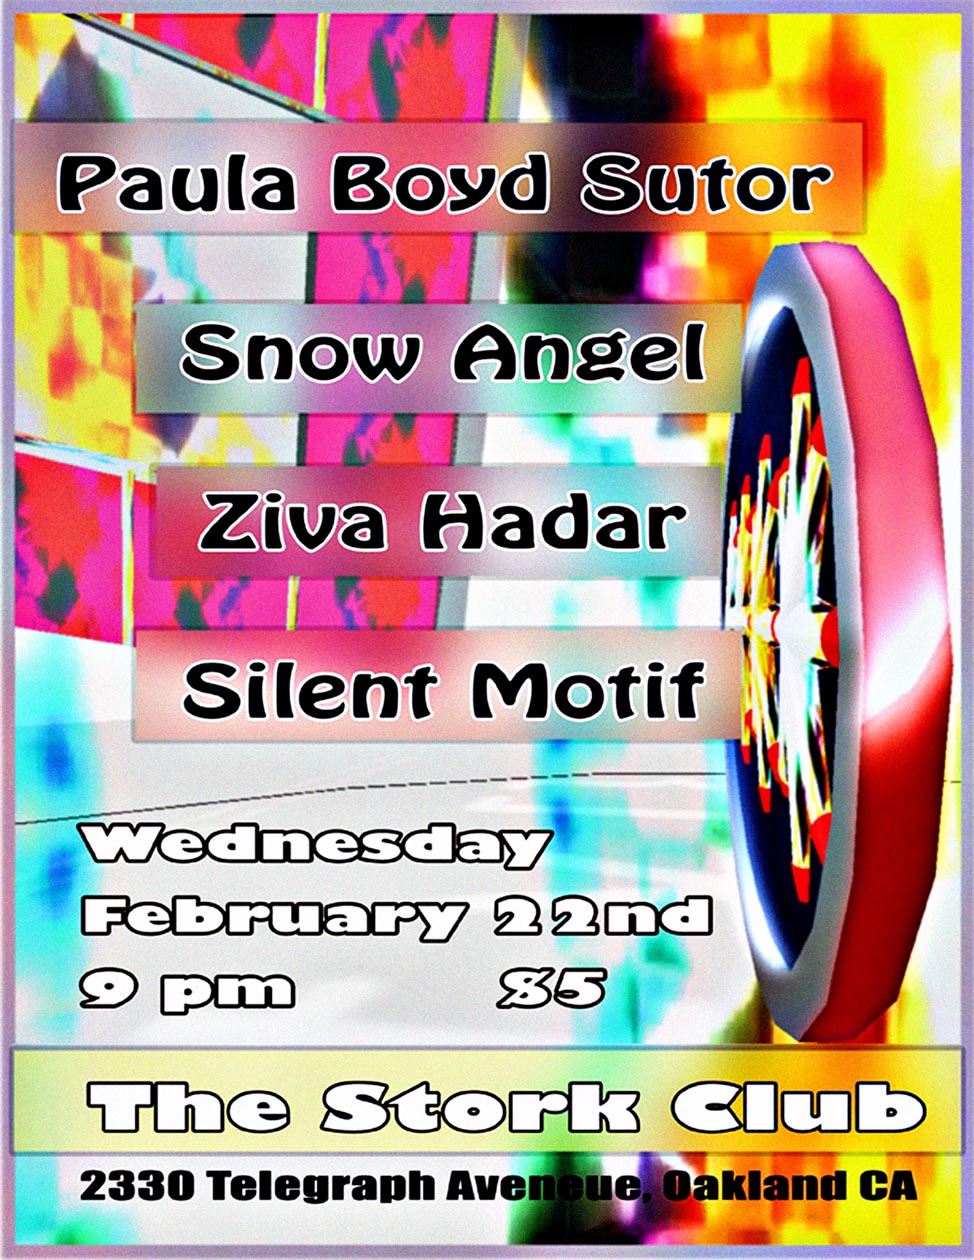 Paula Boyd Sutor
Snow Angel
Ziva Hadar
Silent Motif
Wednesday
February 22nd
9 pm $5
The Stork Club
2330 Telegraph Aveneue, Oakland CA